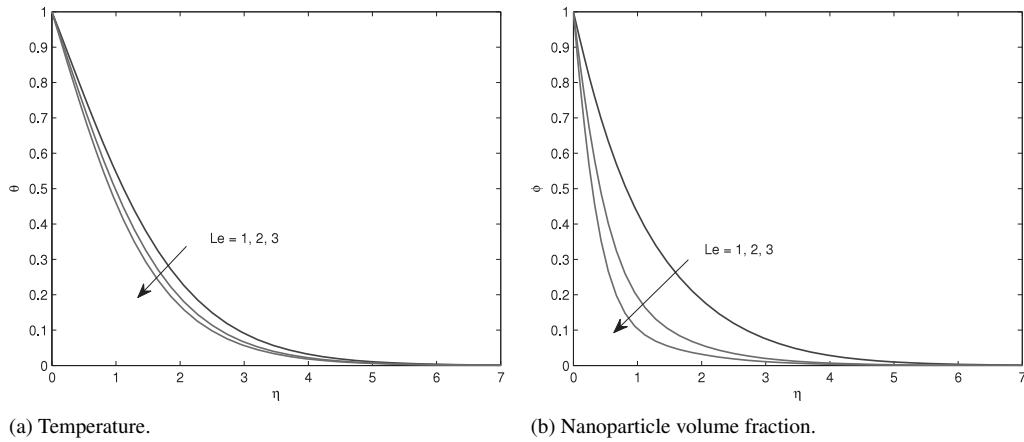 1
0.9
0.8
0.7
0.6
0.5
0.4
0.3
0.2
0.1
0
θ
Le = 1, 2, 3
0 1 2 3 4 5 6 7
η
(a) Temperature.
1
0.9
0.8
0.7
0.6
0.5
0.4
0.3
0.2
0.1
0
ϕ
Le = 1, 2, 3
0 1 2 3 4 5 6 7
η
(b) Nanoparticle volume fraction.